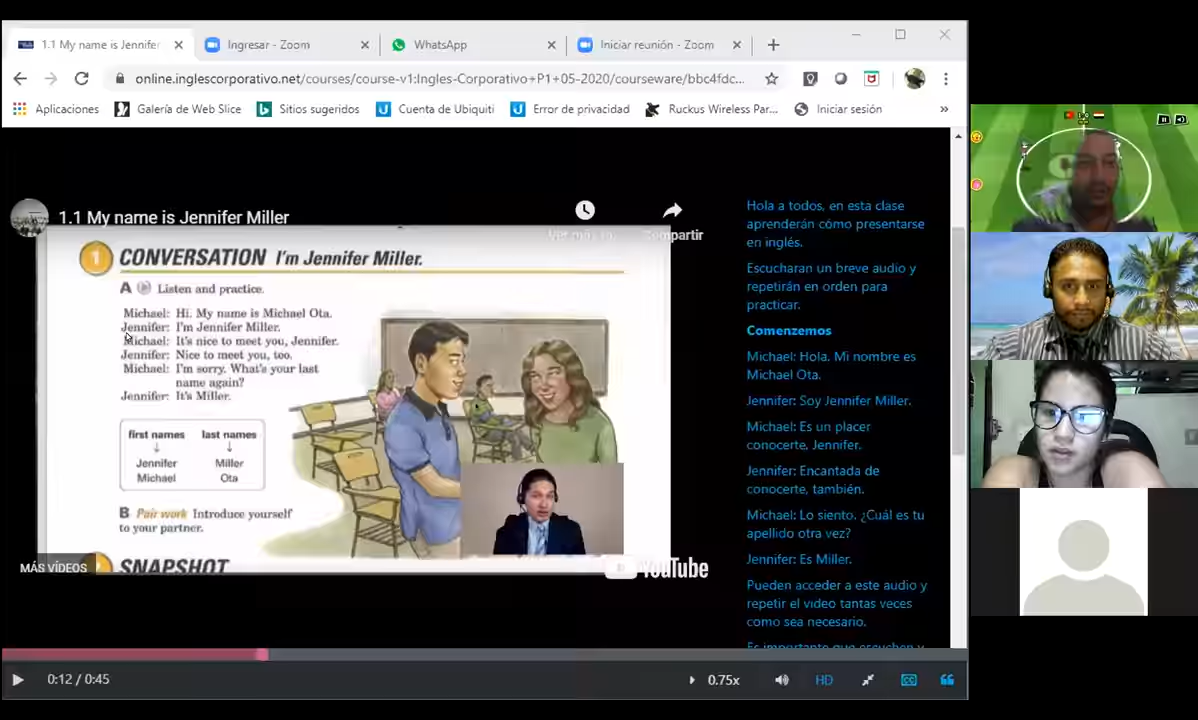 1.1 My name is Jennifer
Ingresar - Zoom
WhatsApp
Iniciar reunión - Zoom
online.inglescorporativo.net/courses/course-v1:Ingles-Corporativo+P1+05-2020/courseware/bbc4fdc...
Aplicaciones
Galería de Web Slice
Sitios sugeridos
Cuenta de Ubiquiti
Error de privacidad
Ruckus Wireless Par...
Iniciar sesión
»
1.1 My name is Jennifer Miller
Compartir
1 CONVERSATION I'm Jennifer Miller.
A Listen and practice.
Michael: Hi. My name is Michael Ota.
Jennifer: I'm Jennifer Miller.
Michael: It's nice to meet you, Jennifer.
Jennifer: Nice to meet you, too.
Michael: I'm sorry. What's your last
name again?
Jennifer: It's Miller.
first names last names
Jennifer Miller
Michael Ota
B Pair work Introduce yourself
to your partner.
SNAPSHOT
MÁS VÍDEOS
YouTube
Hola a todos, en esta clase
aprenderán cómo presentarse
en inglés.
Escucharan un breve audio y
repetirán en orden para
practicar.
Comenzemos
Michael: Hola. Mi nombre es
Michael Ota.
Jennifer: Soy Jennifer Miller.
Michael: Es un placer
conocerte, Jennifer.
Jennifer: Encantada de
conocerte, también.
Michael: Lo siento. ¿Cuál es tu
apellido otra vez?
Jennifer: Es Miller.
Pueden acceder a este audio y
repetir el video tantas veces
como sea necesario.
Es importante que escuchen y
0:12 / 0:45
0.75x
HD
CC